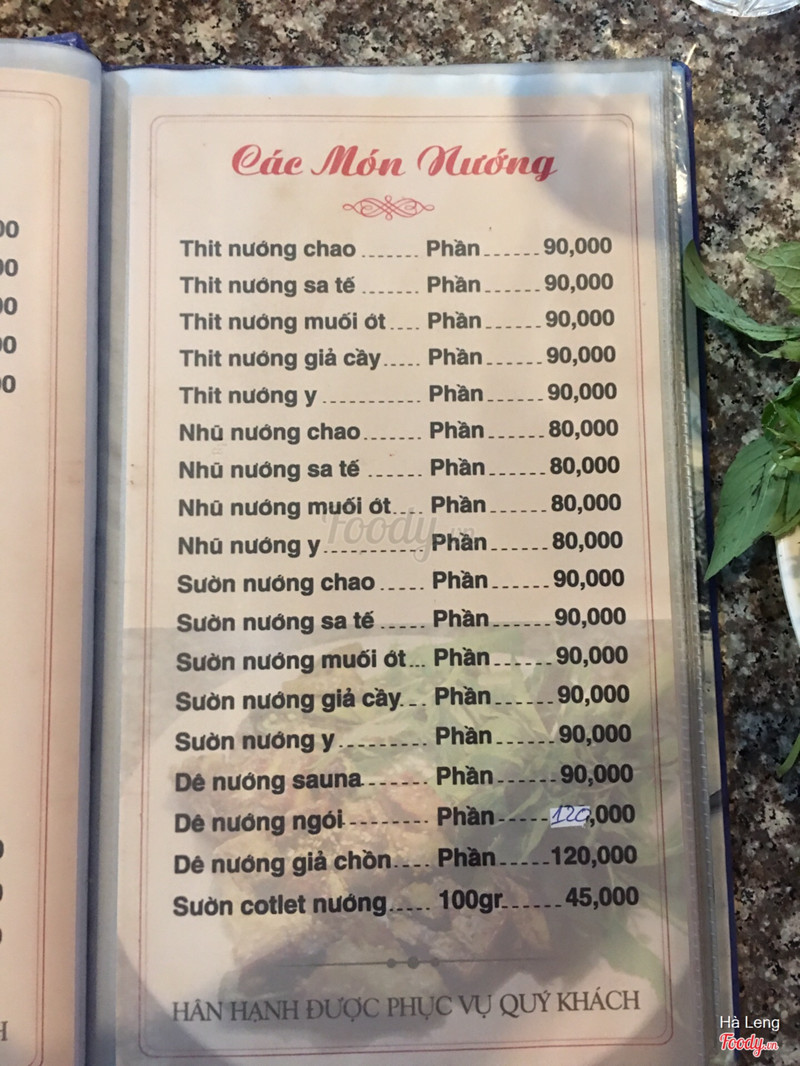 Các Món Nướng
Thit nướng chao ....... Phần ...... 90,000
Thit nướng sa tế ....... Phần ...... 90,000
Thit nướng muối ớt .... Phần ...... 90,000
Thit nướng giả cầy ..... Phần ...... 90,000
Thit nướng y ............ Phần ...... 90,000
Nhũ nướng chao ....... Phần ...... 80,000
Nhũ nướng sa tế ....... Phần ...... 80,000
Nhũ nướng muối ớt .... Phần ...... 80,000
Nhũ nướng y ............ Phần ...... 80,000
Sườn nướng chao ..... Phần ...... 90,000
Sườn nướng sa tế ..... Phần ...... 90,000
Sườn nướng muối ớt ... Phần ...... 90,000
Sườn nướng giả cầy ... Phần ...... 90,000
Sườn nướng y .......... Phần ...... 90,000
Dê nướng sauna ....... Phần ...... 90,000
Dê nướng ngói ......... Phần ..... 120,000
Dê nướng giả chồn .... Phần ..... 120,000
Sườn cotlet nướng ..... 100gr ...... 45,000
HÂN HẠNH ĐƯỢC PHỤC VỤ QUÝ KHÁCH
Foody.vn
Hà Leng
Foody.vn